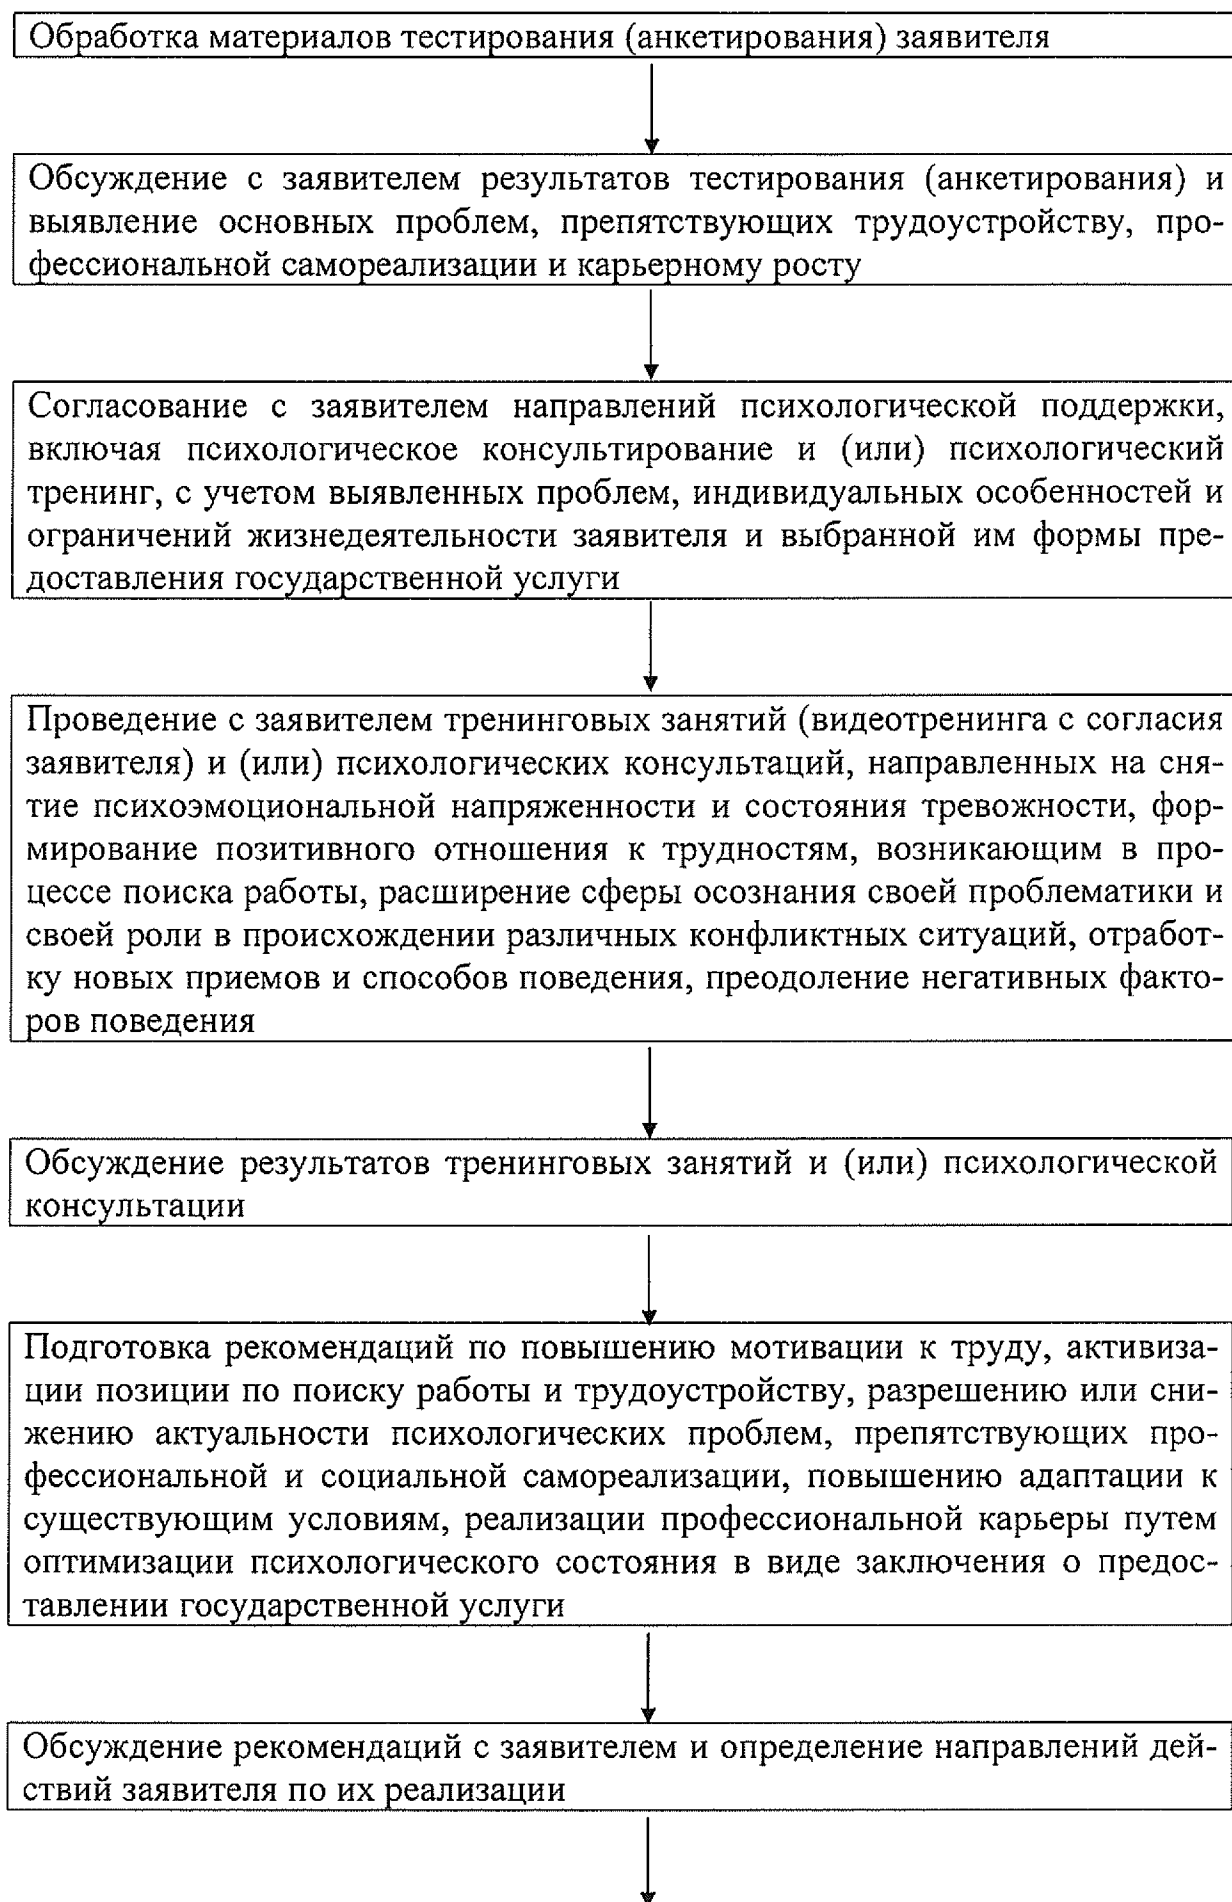 Обработка материалов тестирования (анкетирования) заявителя
Обсуждение с заявителем результатов тестирования (анкетирования) и
выявление основных проблем, препятствующих трудоустройству, про-
фессиональной самореализации и карьерному росту
Согласование с заявителем направлений психологической поддержки,
включая психологическое консультирование и (или) психологический
тренинг, с учетом выявленных проблем, индивидуальных особенностей и
ограничений жизнедеятельности заявителя и выбранной им формы пре-
доставления государственной услуги
Проведение с заявителем тренинговых занятий (видеотренинга с согласия
заявителя) и (или) психологических консультаций, направленных на сня-
тие психоэмоциональной напряженности и состояния тревожности, фор-
мирование позитивного отношения к трудностям, возникающим в про-
цессе поиска работы, расширение сферы осознания своей проблематики и
своей роли в происхождении различных конфликтных ситуаций, отработ-
ку новых приемов и способов поведения, преодоление негативных факто-
ров поведения
Обсуждение результатов тренинговых занятий и (или) психологической
консультации
Подготовка рекомендаций по повышению мотивации к труду, активиза-
ции позиции по поиску работы и трудоустройству, разрешению или сни-
жению актуальности психологических проблем, препятствующих про-
фессиональной и социальной самореализации, повышению адаптации к
существующим условиям, реализации профессиональной карьеры путем
оптимизации психологического состояния в виде заключения о предос-
тавлении государственной услуги
Обсуждение рекомендаций с заявителем и определение направлений дей-
ствий заявителя по их реализации